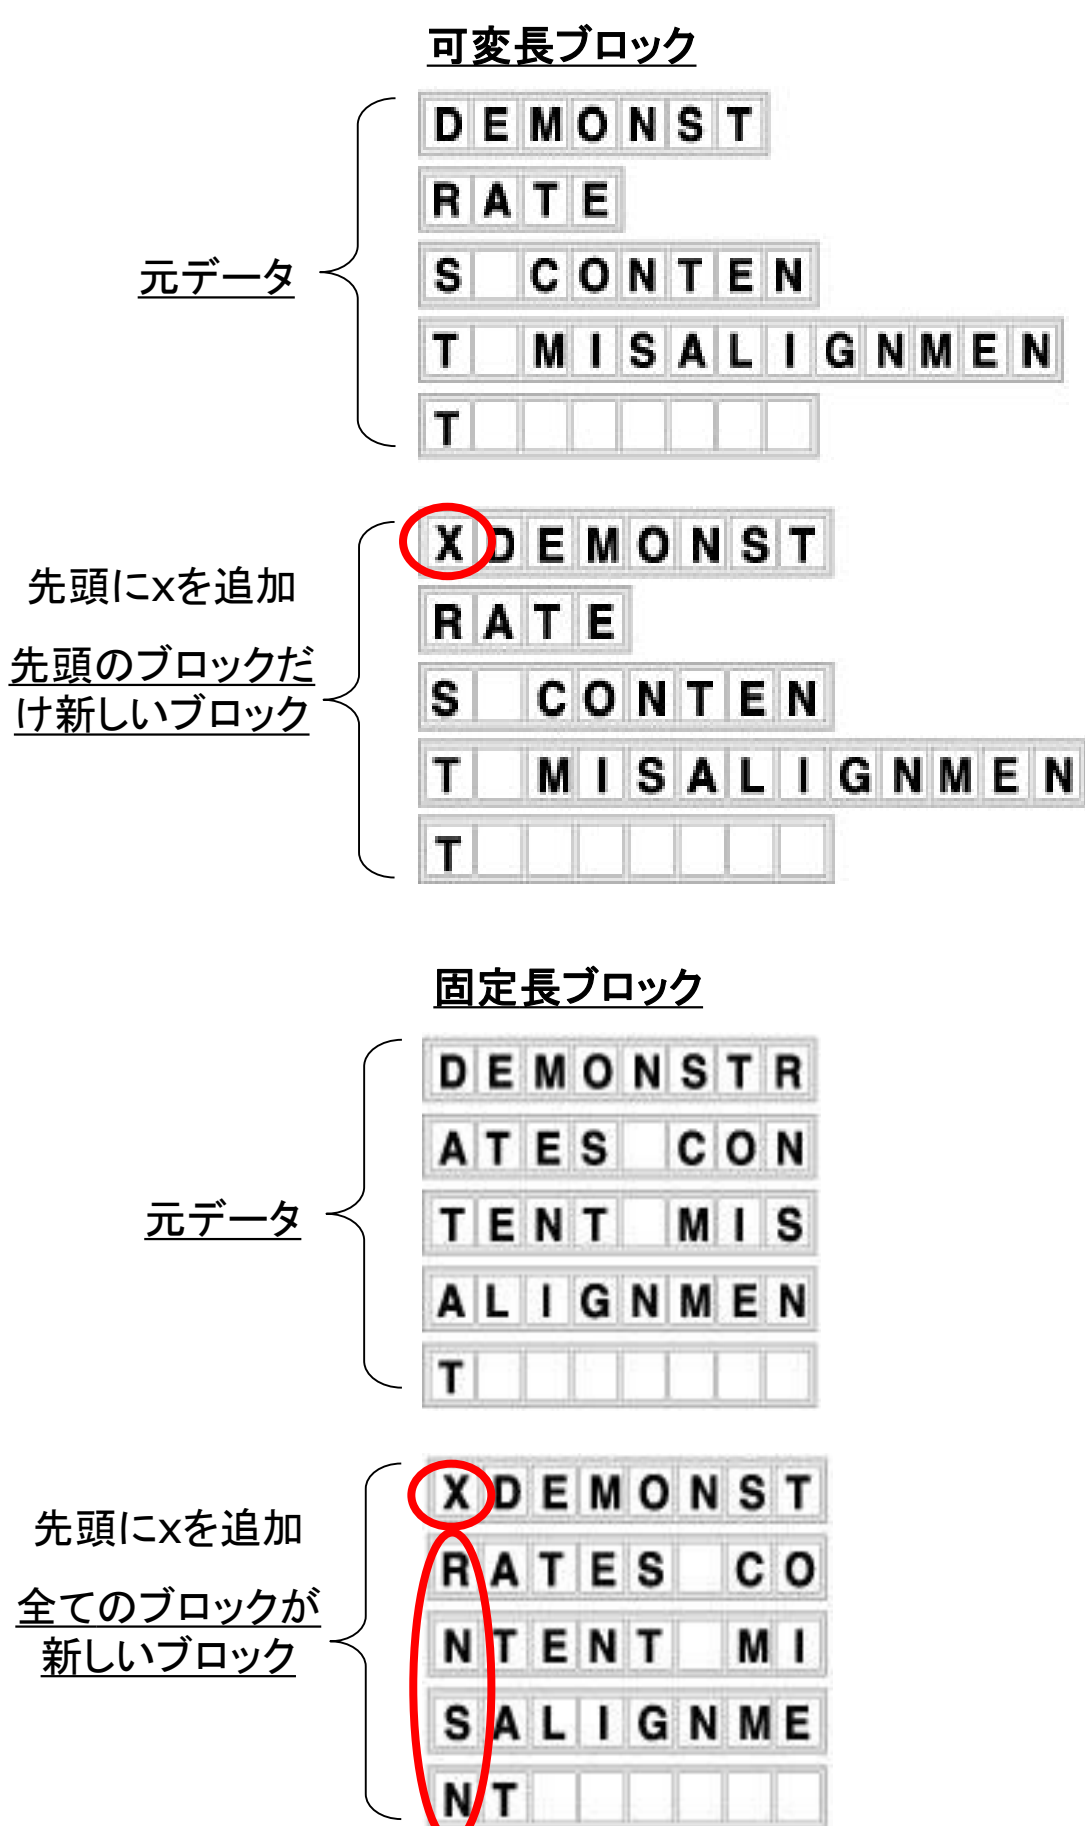 可変長ブロック
元データ
DEMONST
RATE
S CONTEN
T MISALIGNMEN
T
先頭にxを追加
先頭のブロックだ
け新しいブロック
XDEMONST
RATE
S CONTEN
T MISALIGNMEN
T
固定長ブロック
元データ
DEMONSTR
ATES CON
TENT MIS
ALIGNMEN
T
先頭にxを追加
全てのブロックが
新しいブロック
XDEMONST
RATES CO
NTENT MI
SALIGNME
NT